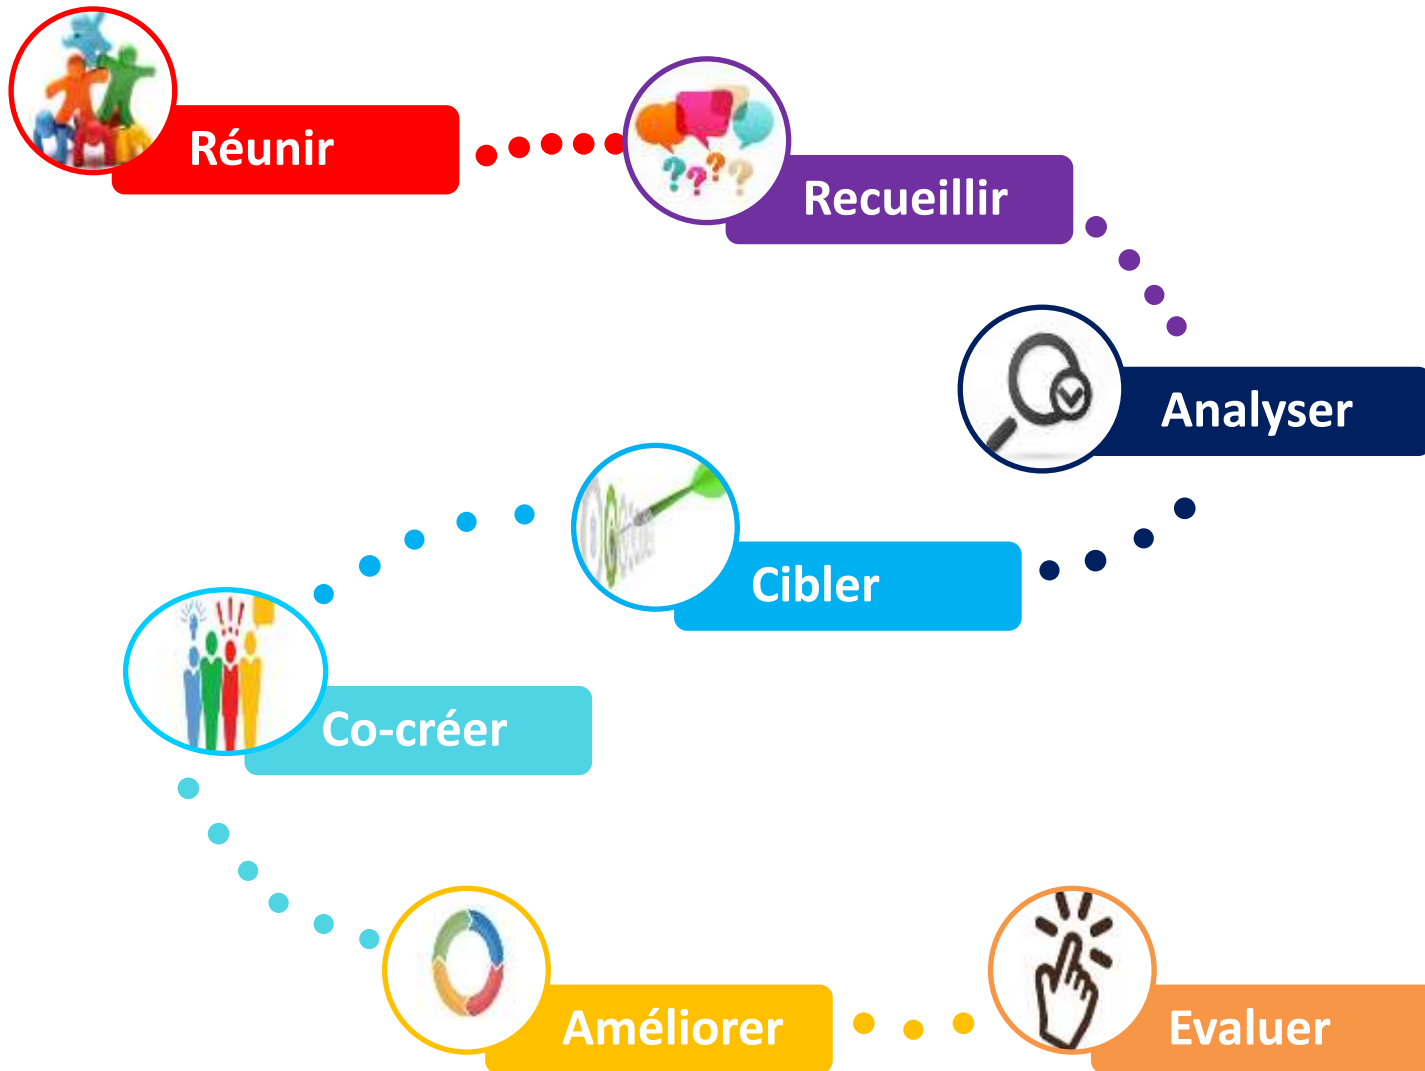 Réunir
Recueillir
Analyser
Cibler
Co-créer
Améliorer
Evaluer